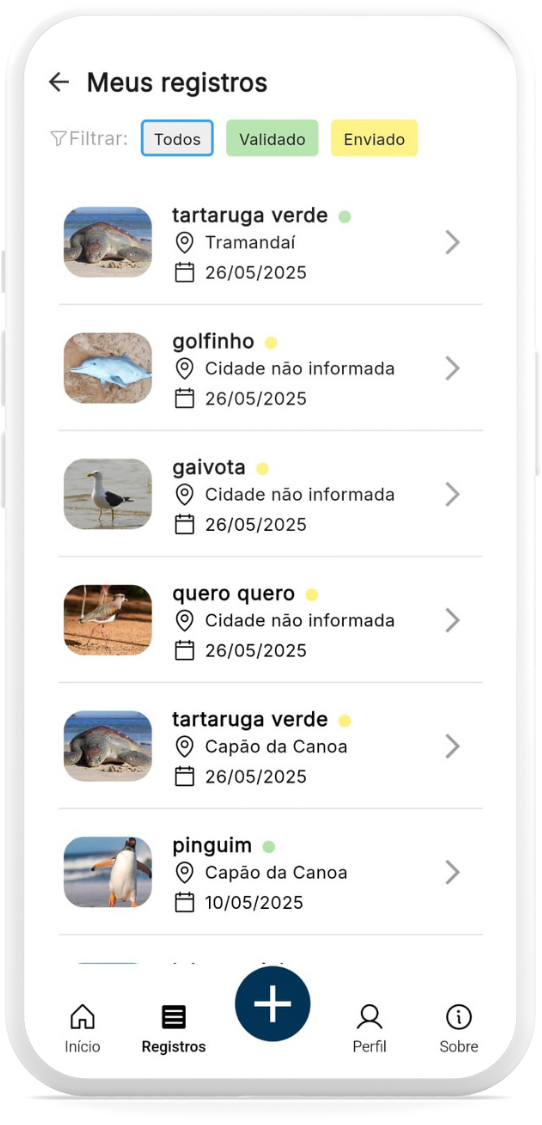 Meus registros
Filtrar: Todos Validado Enviado
tartaruga verde
Tramandaí
26/05/2025
golfinho
Cidade não informada
26/05/2025
gaivota
Cidade não informada
26/05/2025
quero quero
Cidade não informada
26/05/2025
tartaruga verde
Capão da Canoa
26/05/2025
pinguim
Capão da Canoa
10/05/2025
Início Registros Perfil Sobre